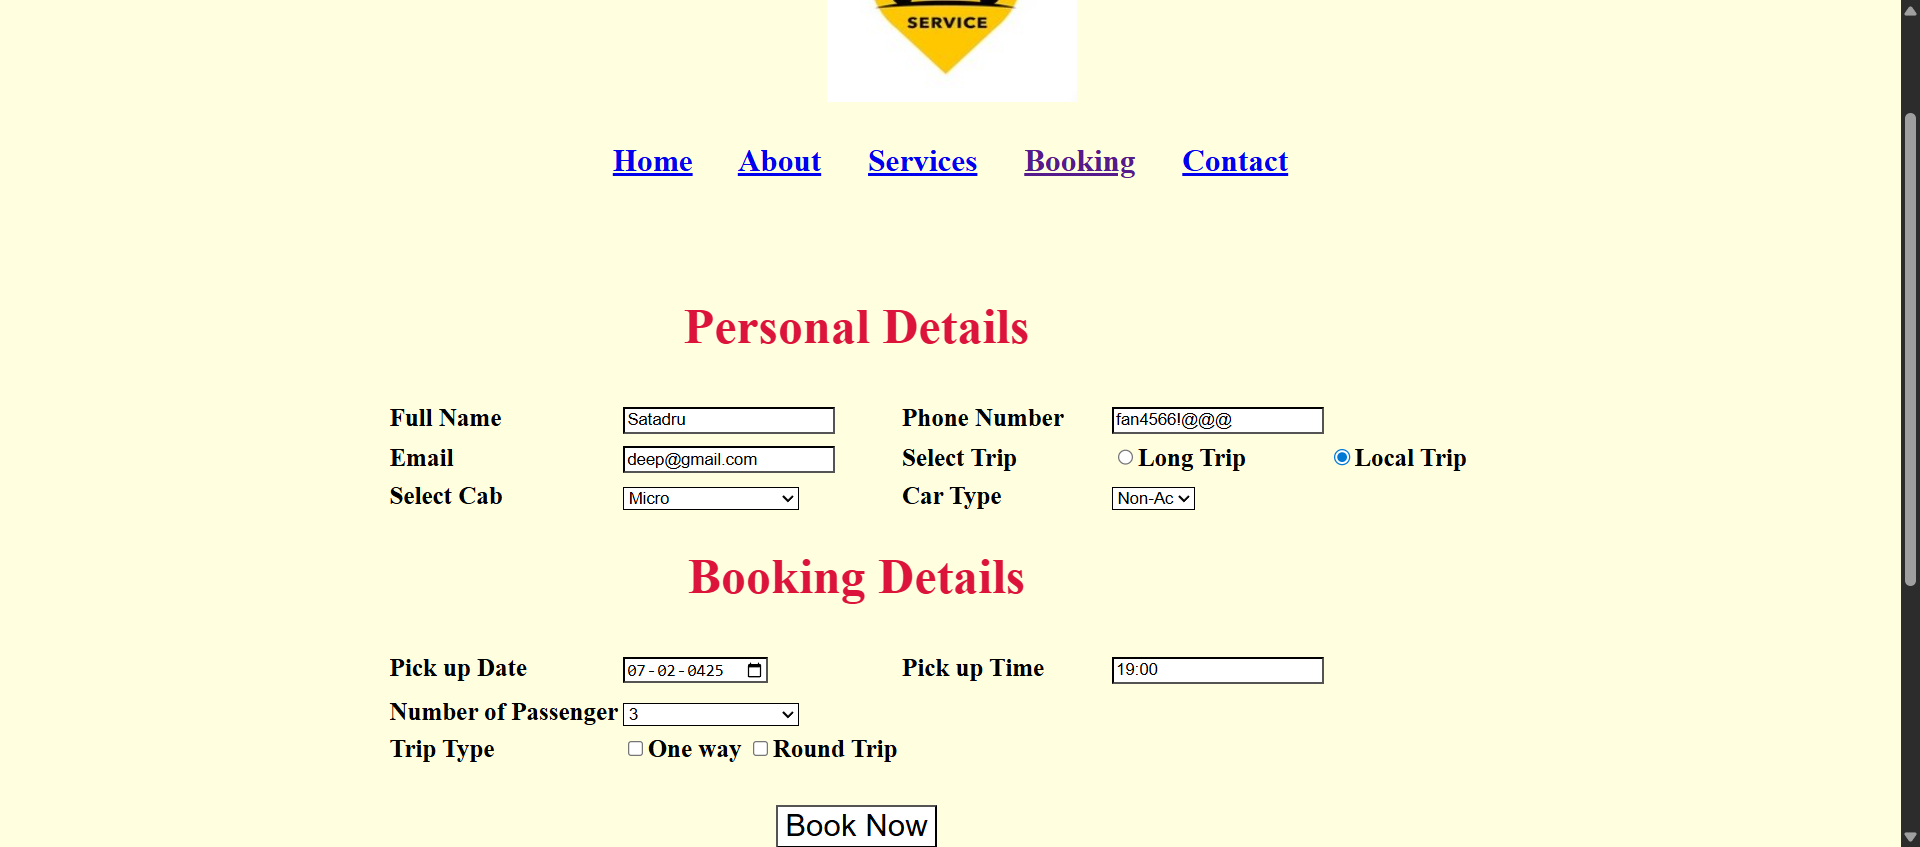 SERVICE
Home About Services Booking Contact
Personal Details
Full Name Satadru Phone Number fan4566!@@@
Email deep@gmail.com Select Trip Long Trip Local Trip
Select Cab Micro Car Type Non-Ac
Booking Details
Pick up Date 07-02-0425 Pick up Time 19:00
Number of Passenger 3
Trip Type One way Round Trip
Book Now